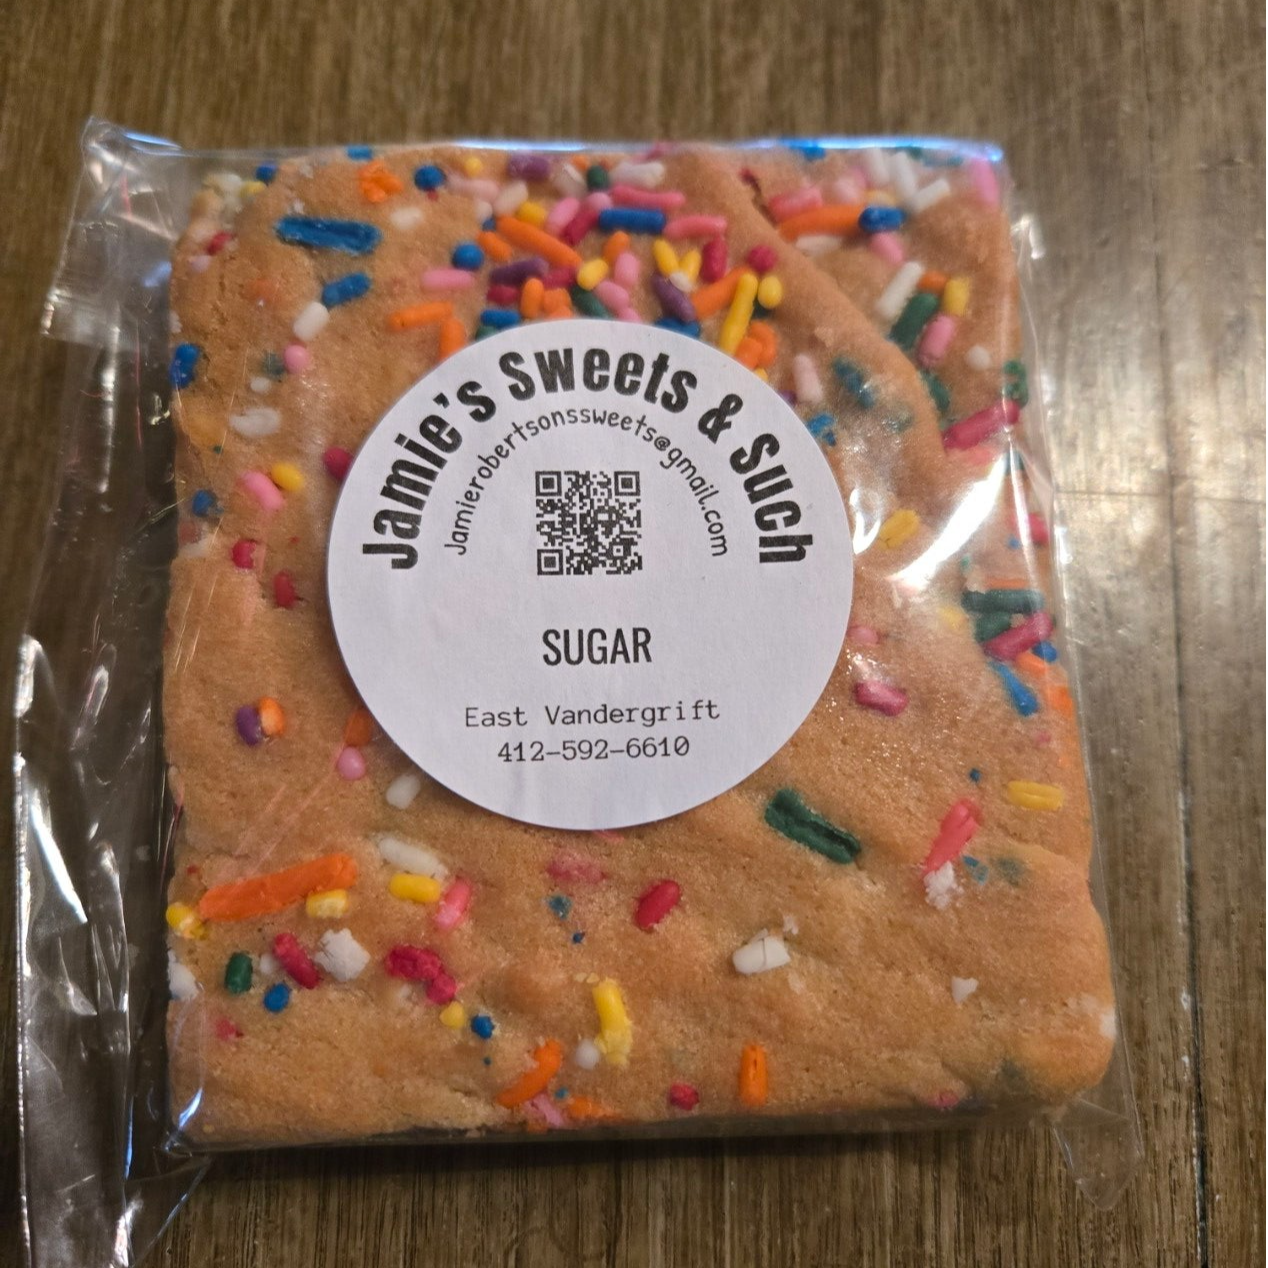 Jamie's Sweets & Such
Jamierobertsonssweets@gmail.com
SUGAR
East Vandergrift
412-592-6610